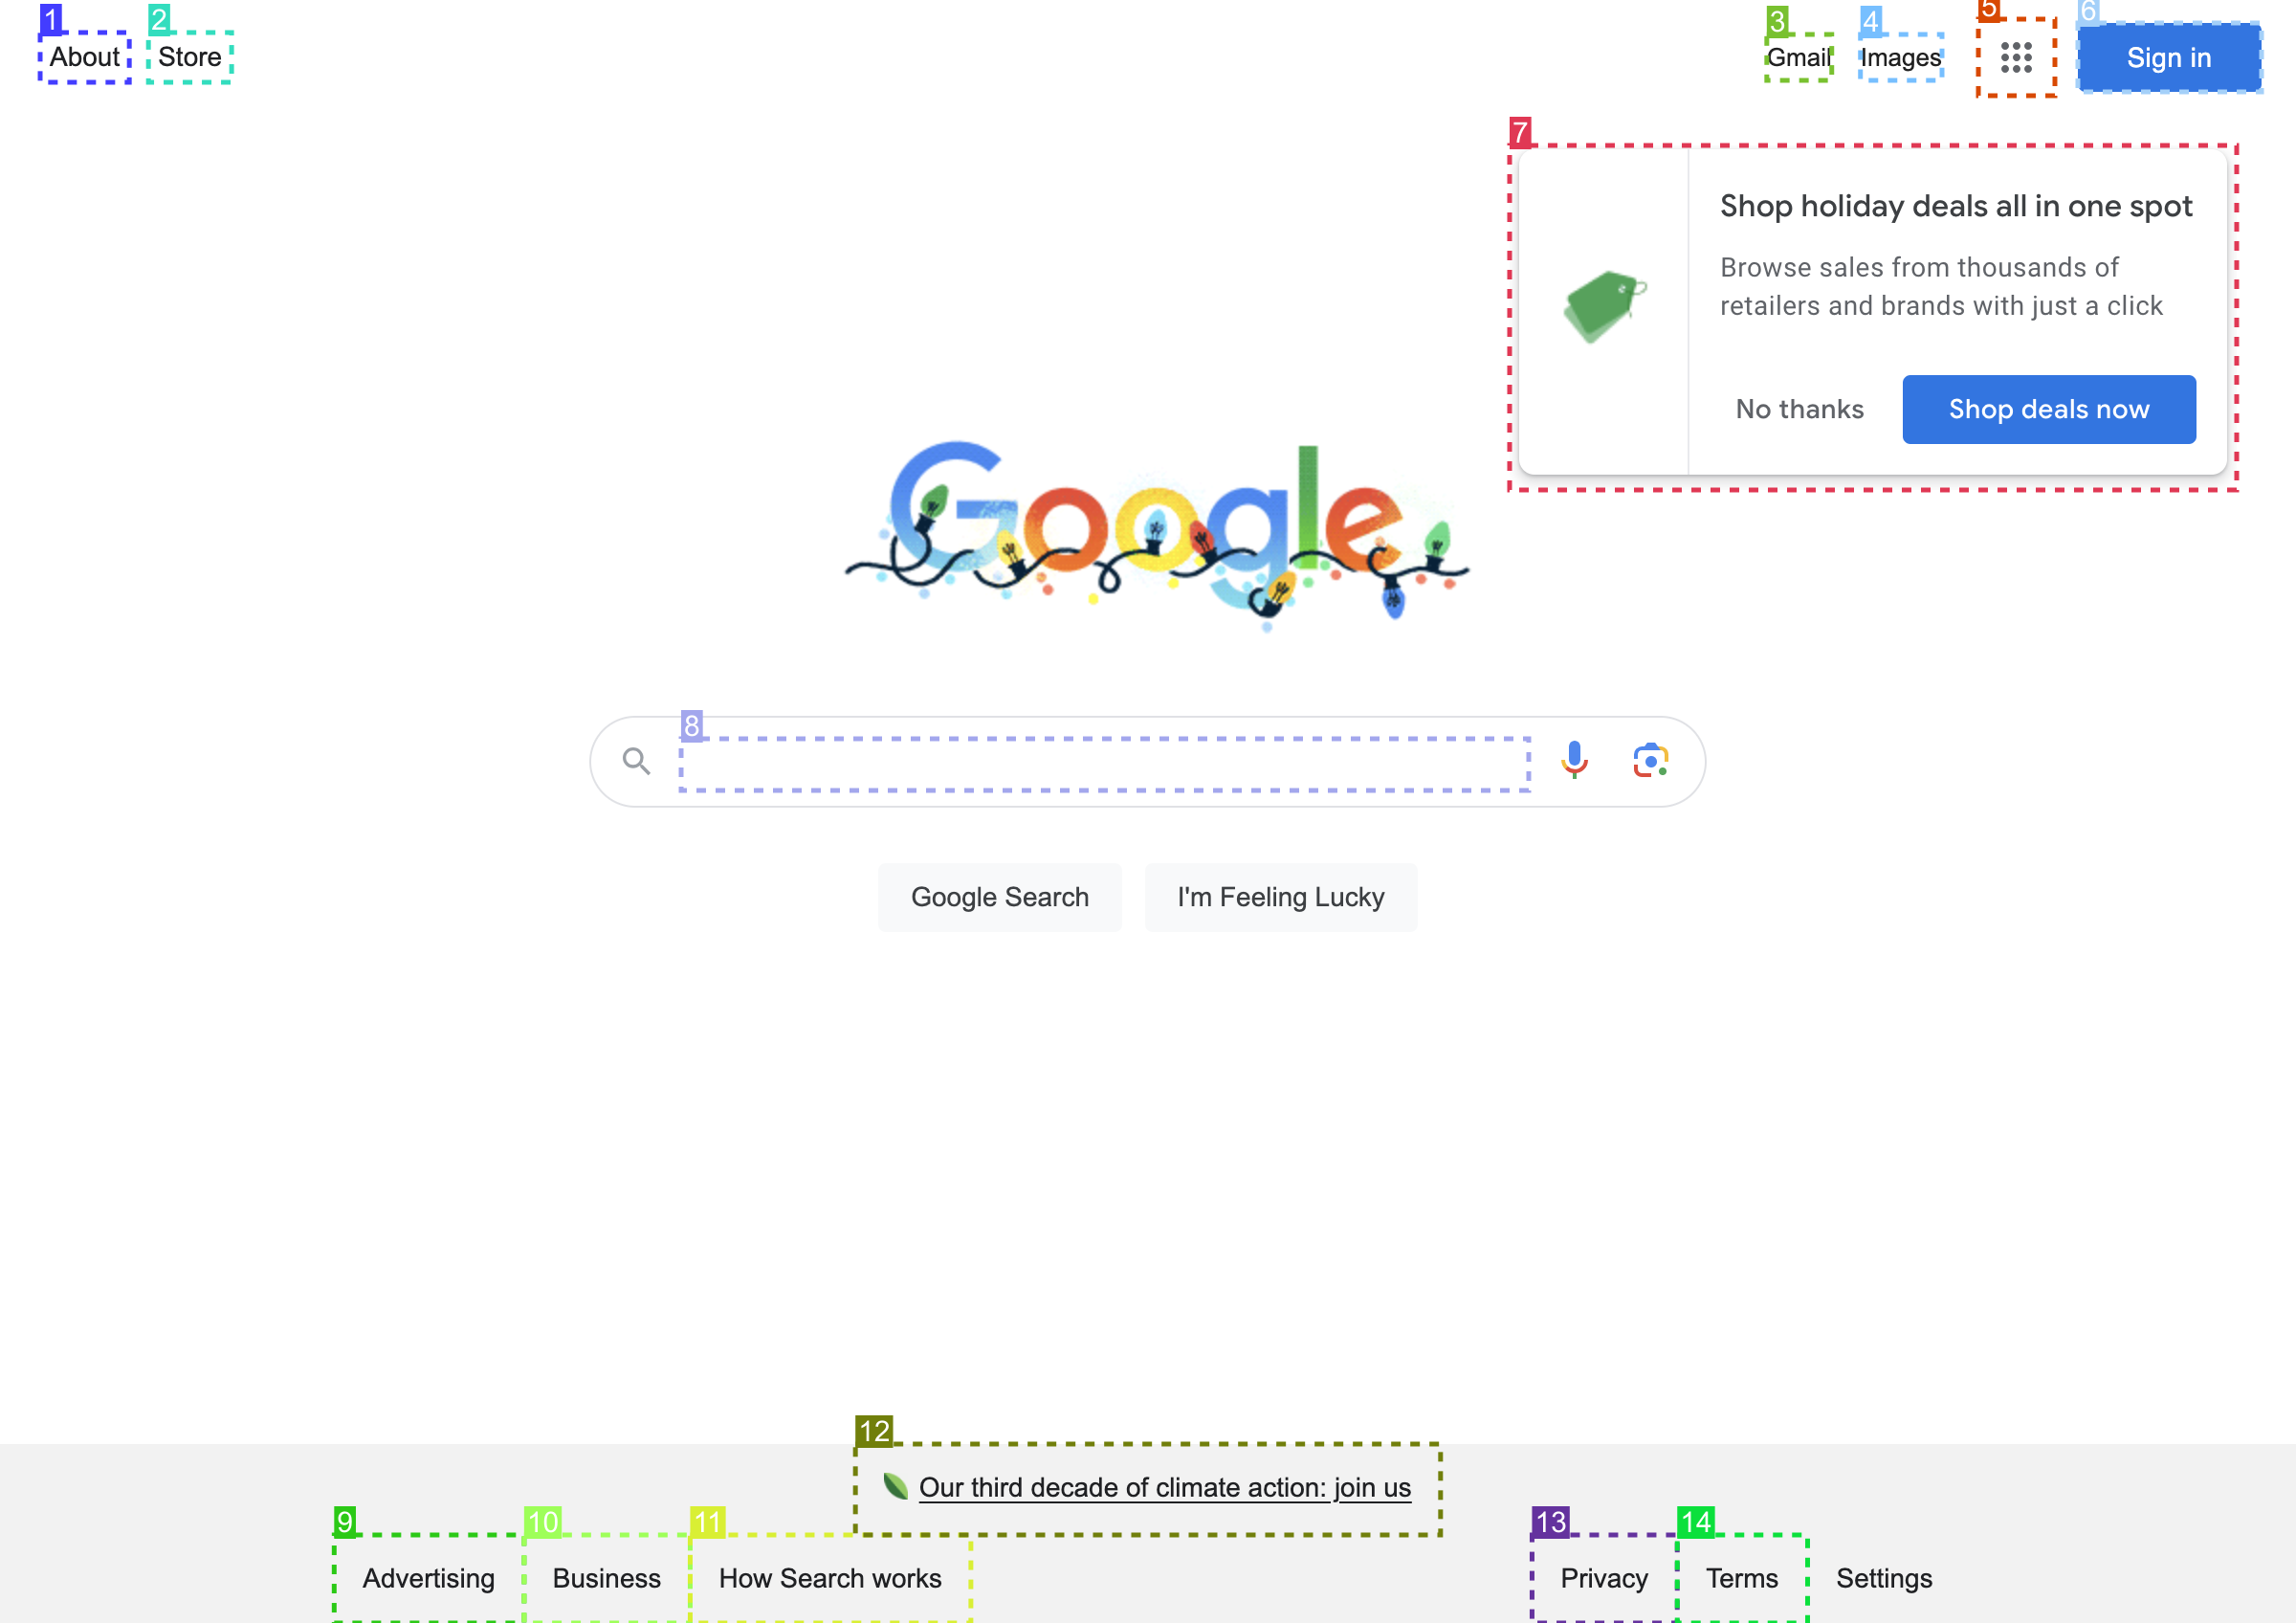 1
About
2
Store
3
Gmail
4
Images
5
6
Sign in
7
Shop holiday deals all in one spot
Browse sales from thousands of
retailers and brands with just a click
No thanks
Shop deals now
Google
8
Google Search
I'm Feeling Lucky
12
Our third decade of climate action: join us
9
Advertising
10
Business
11
How Search works
13
Privacy
14
Terms
Settings